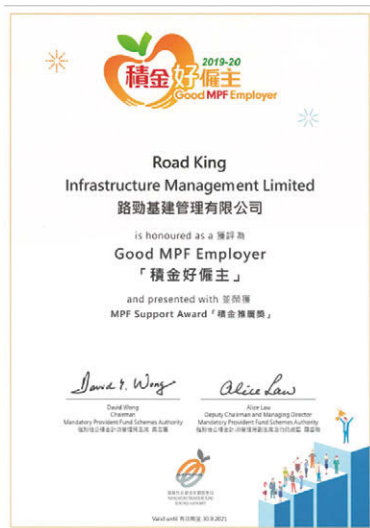 2019-20
積金好僱主
Good MPF Employer
Road King
Infrastructure Management Limited
路勁基建管理有限公司
is honoured as a 獲評為
Good MPF Employer
「積金好僱主」
and presented with 並榮獲
MPF Support Award「積金推廣獎」
David Y. Wong
Alice Law
David Wong
Alice Law
Chairman
Deputy Chairman and Managing Director
Mandatory Provident Fund Schemes Authority
Mandatory Provident Fund Schemes Authority
Valid until 有效期至 30.9.2021